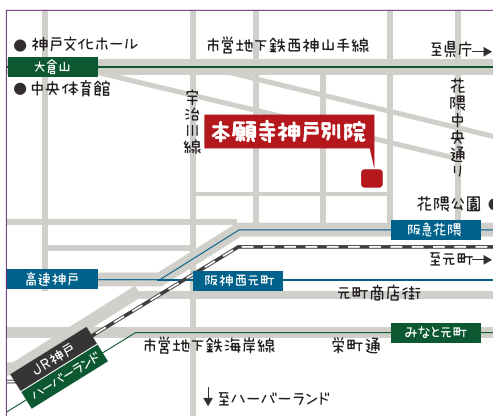 神戸文化ホール
市営地下鉄西神山手線
至県庁
大倉山
中央体育館
宇治川線
花隈中央通り
本願寺神戸別院
花隈公園
阪急花隈
至元町
高速神戸
阪神西元町
元町商店街
みなと元町
JR神戸
ハーバーランド
市営地下鉄海岸線
栄町通
至ハーバーランド